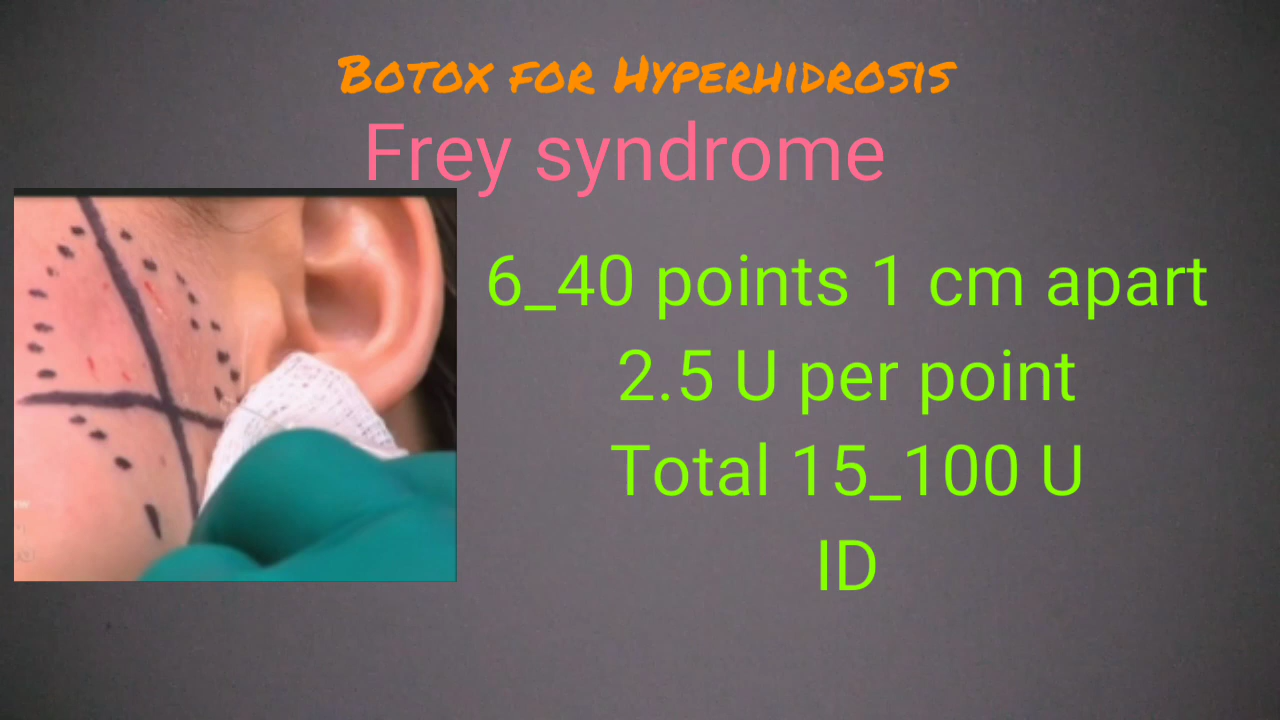 Botox for Hyperhidrosis
Frey syndrome
6_40 points 1 cm apart
2.5 U per point
Total 15_100 U
ID